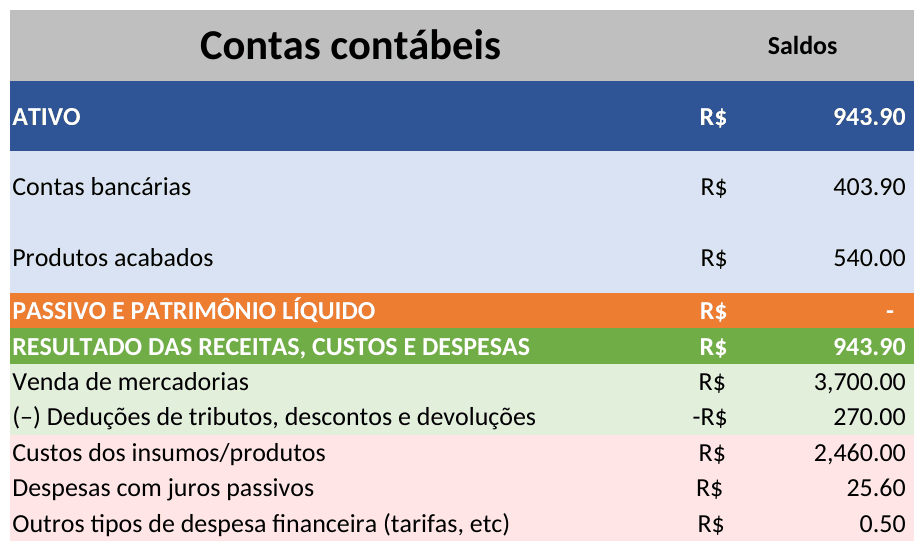 Contas contábeis Saldos
ATIVO R$ 943.90
Contas bancárias R$ 403.90
Produtos acabados R$ 540.00
PASSIVO E PATRIMÔNIO LÍQUIDO R$ -
RESULTADO DAS RECEITAS, CUSTOS E DESPESAS R$ 943.90
Venda de mercadorias R$ 3,700.00
(–) Deduções de tributos, descontos e devoluções -R$ 270.00
Custos dos insumos/produtos R$ 2,460.00
Despesas com juros passivos R$ 25.60
Outros tipos de despesa financeira (tarifas, etc) R$ 0.50